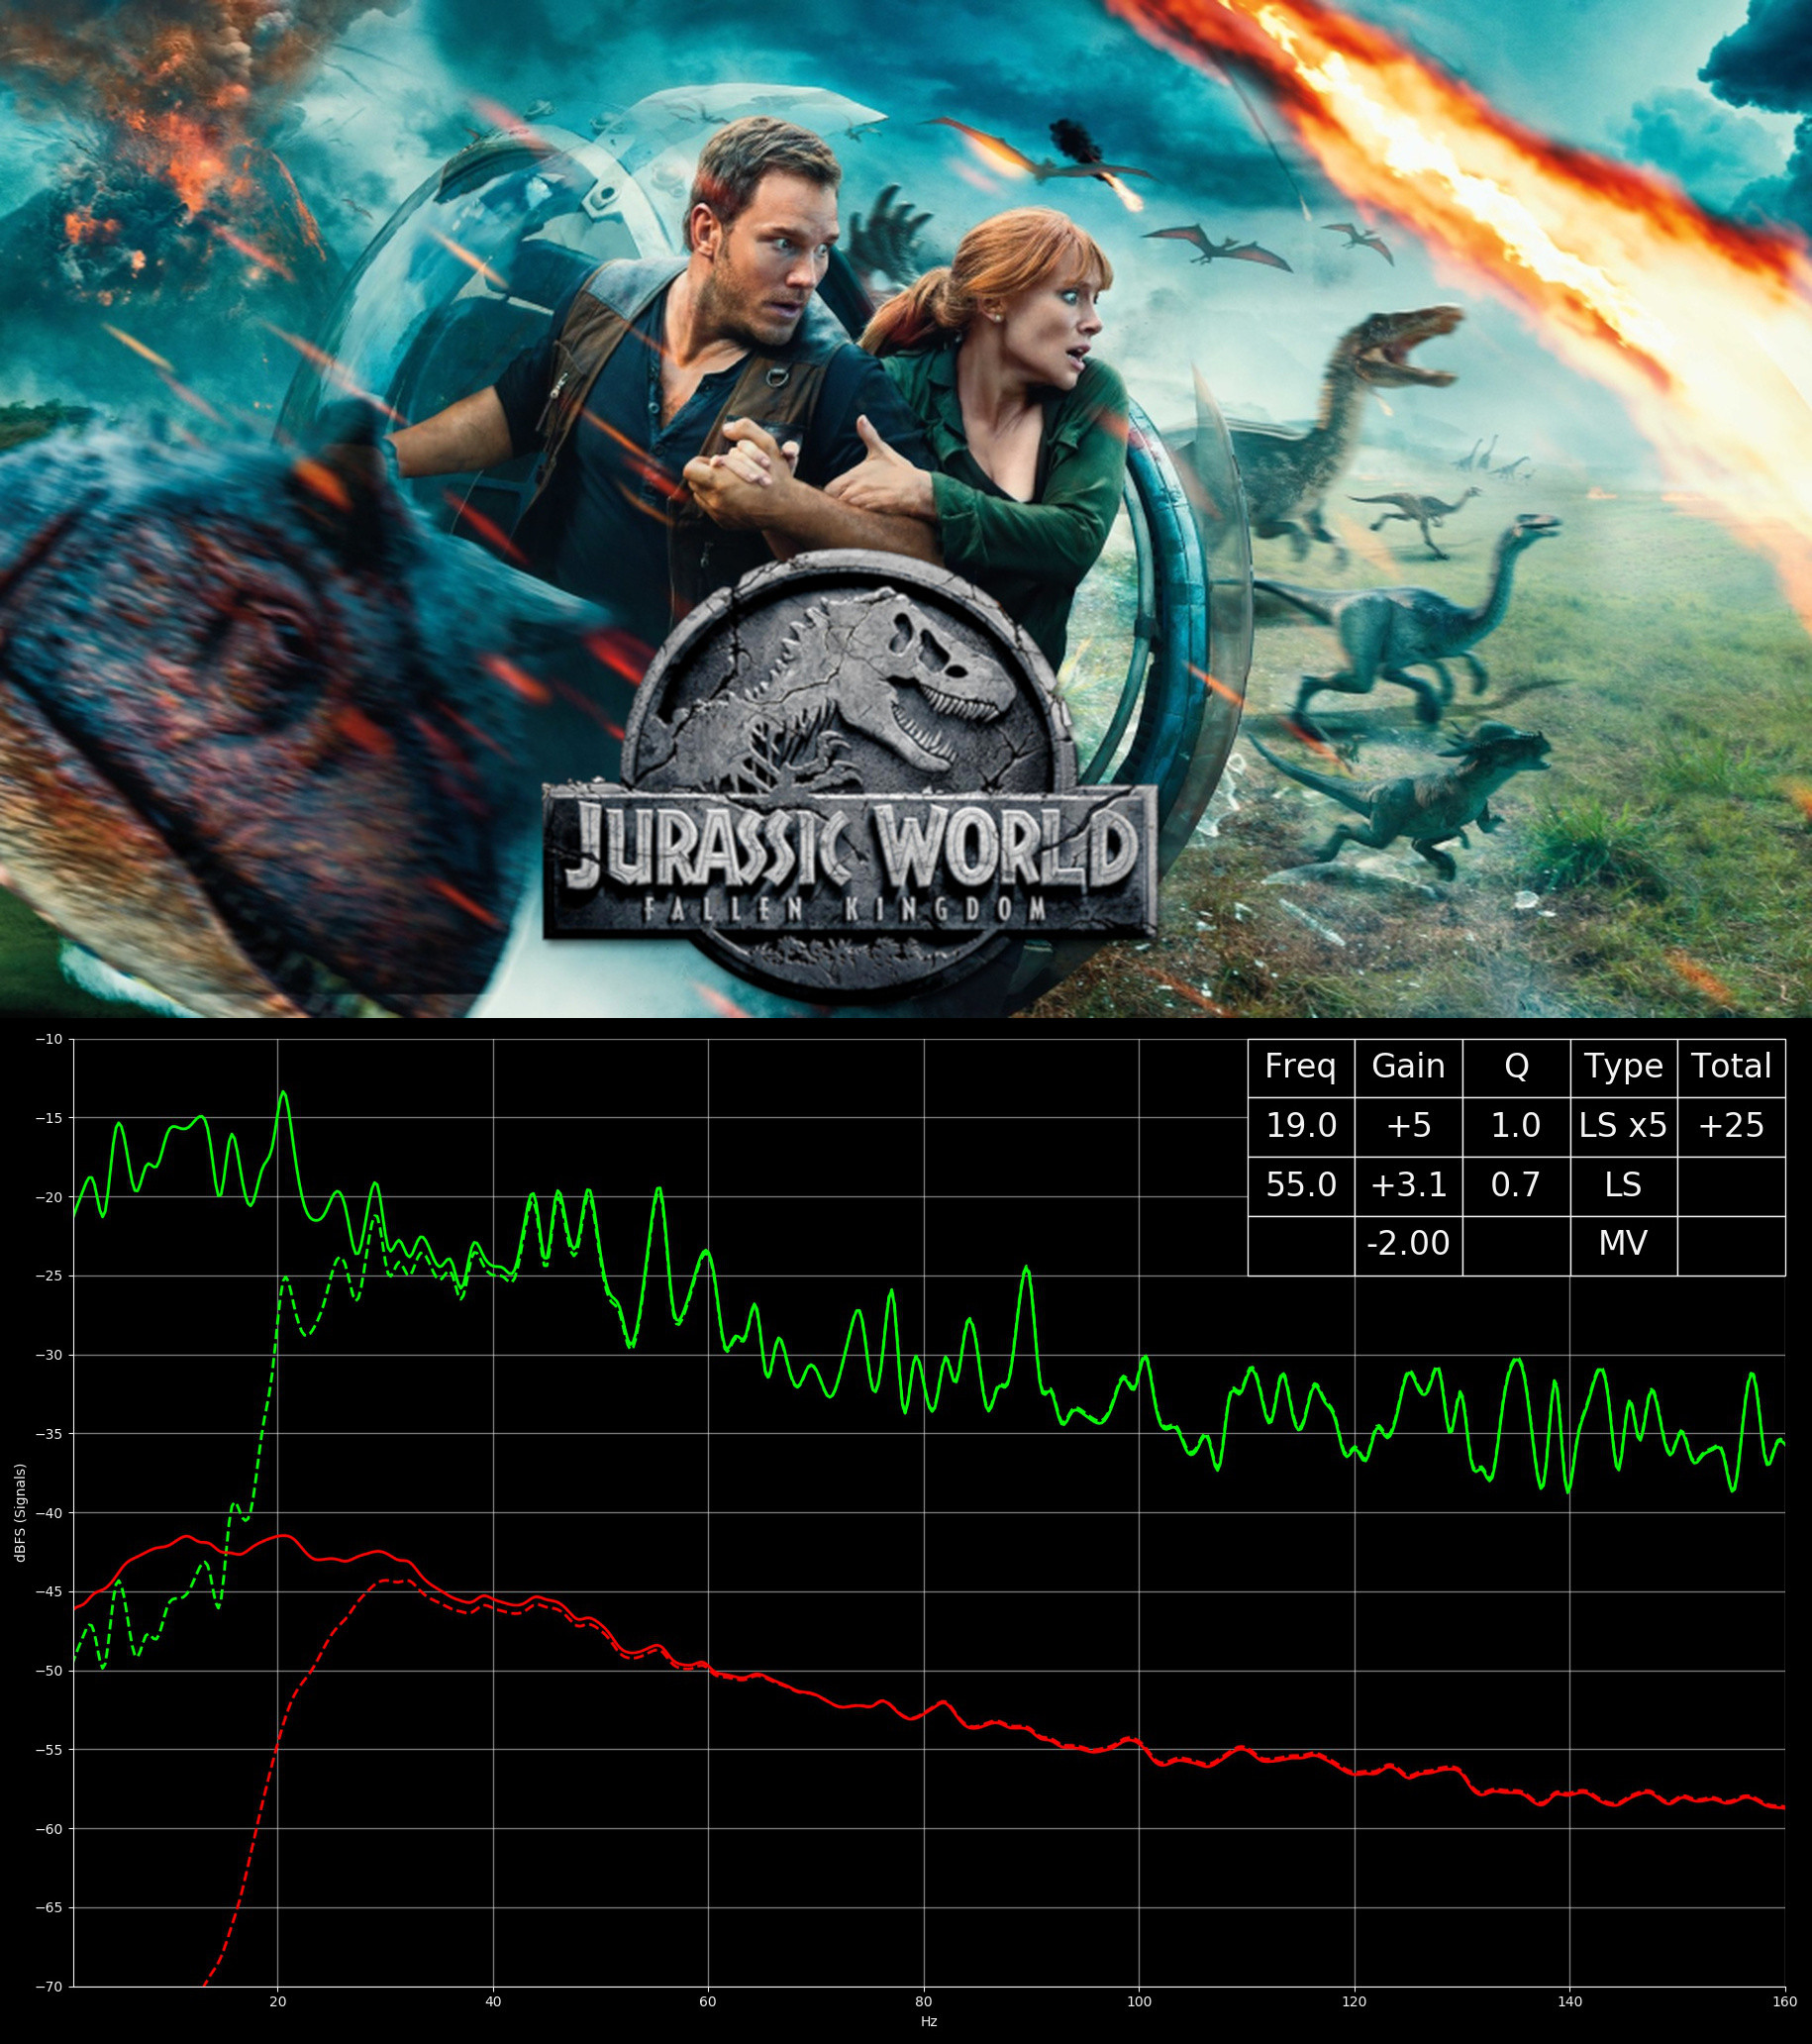 JURASSIC WORLD
FALLEN KINGDOM
Freq Gain Q Type Total
19.0 +5 1.0 LS x5 +25
55.0 +3.1 0.7 LS
-2.00 MV
−10
−15
−20
−25
−30
−35
−40
−45
−50
−55
−60
−65
−70
dBFS (Signals)
20 40 60 80 100 120 140 160
Hz